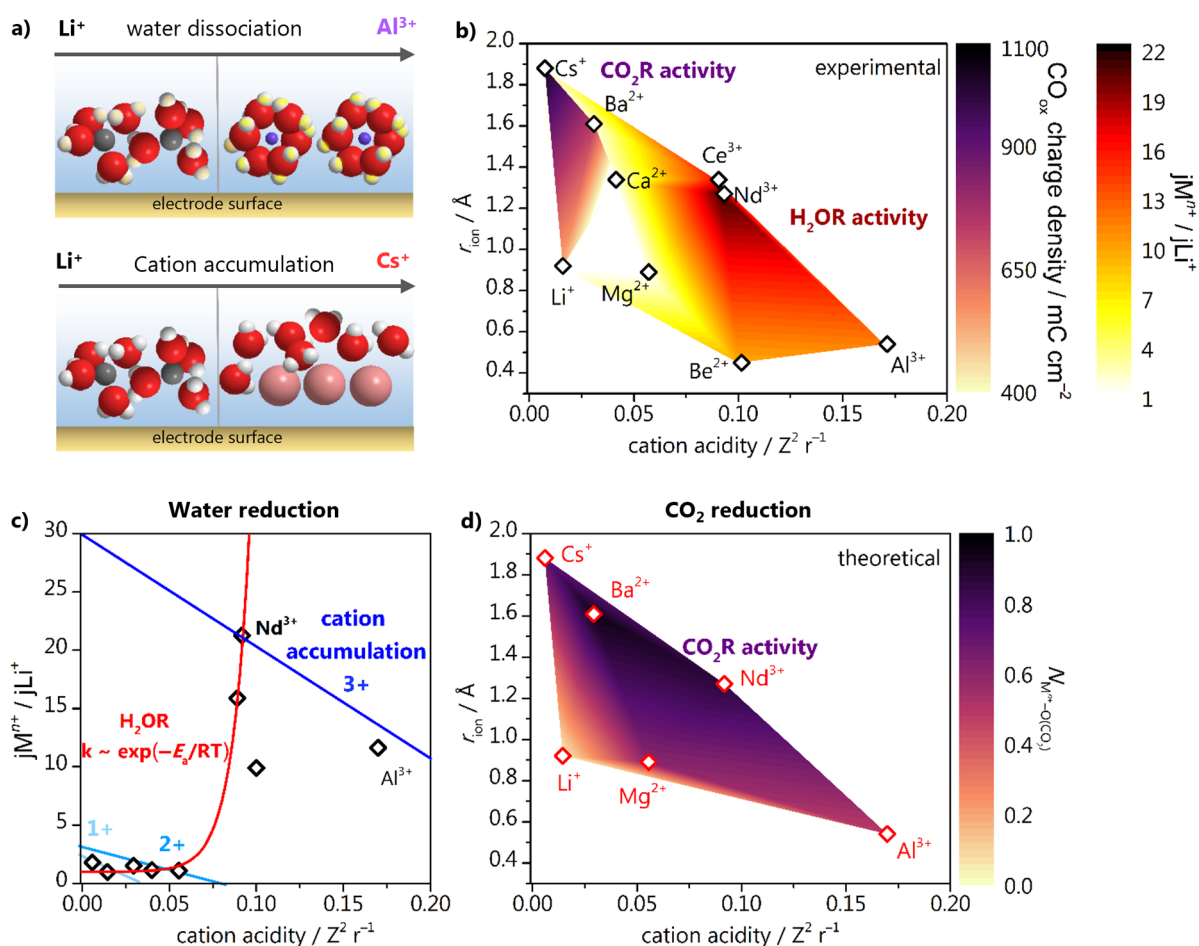 a)
Li⁺ water dissociation Al³⁺
electrode surface
Li⁺ Cation accumulation Cs⁺
electrode surface
b)
2.0
1.8
1.6
1.4
1.2
1.0
0.8
0.6
0.4
r_ion / Å
Cs⁺
CO₂R activity
experimental
Ba²⁺
Ce³⁺
Ca²⁺
Nd³⁺
H₂OR activity
Li⁺
Mg²⁺
Be²⁺
Al³⁺
0.00 0.05 0.10 0.15 0.20
cation acidity / Z² r⁻¹
1100
900
650
400
CO_ox charge density / mC cm⁻²
22
19
16
13
10
7
4
1
jMⁿ⁺ / jLi⁺
c)
Water reduction
30
25
20
15
10
5
0
jMⁿ⁺ / jLi⁺
Nd³⁺
cation
accumulation
3+
H₂OR
k ~ exp(−Eₐ/RT)
Al³⁺
1+
2+
0.00 0.05 0.10 0.15 0.20
cation acidity / Z² r⁻¹
d)
CO₂ reduction
2.0
1.8
1.6
1.4
1.2
1.0
0.8
0.6
0.4
r_ion / Å
Cs⁺
theoretical
Ba²⁺
CO₂R activity
Nd³⁺
Li⁺
Mg²⁺
Al³⁺
0.00 0.05 0.10 0.15 0.20
cation acidity / Z² r⁻¹
1.0
0.8
0.6
0.4
0.2
0.0
N_Mⁿ⁺–O(CO₂)